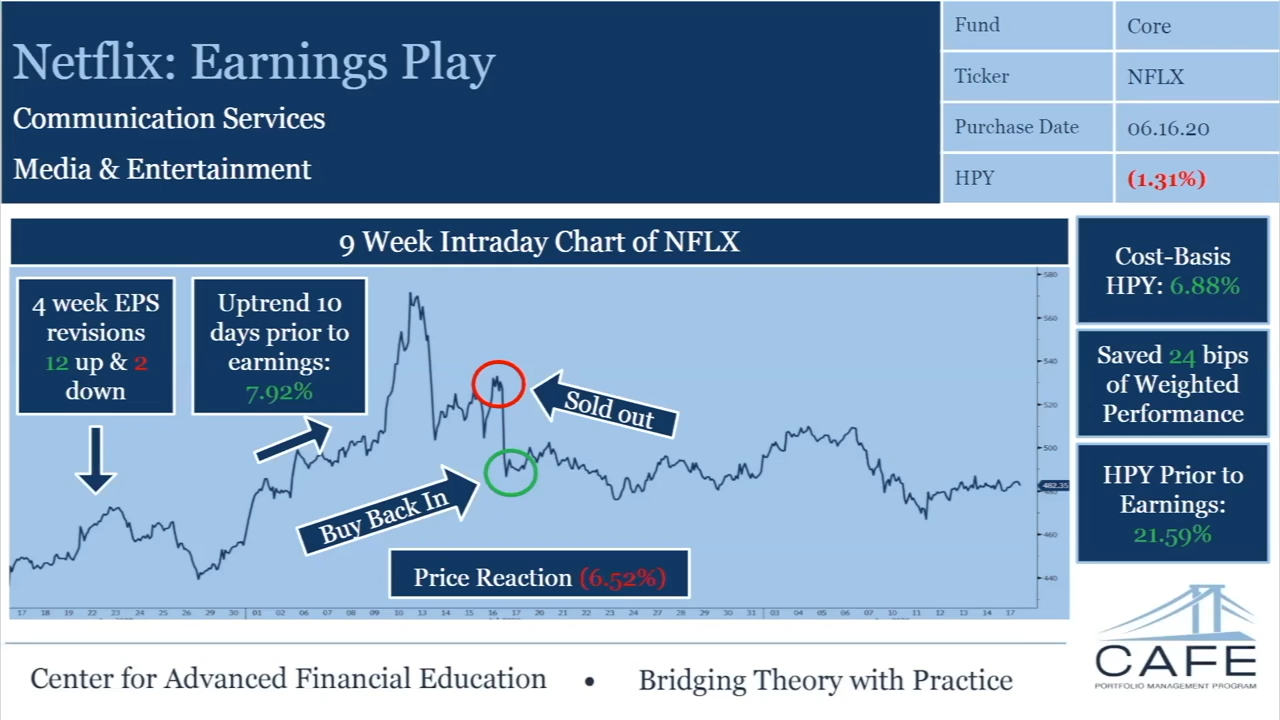 Netflix: Earnings Play
Communication Services
Media & Entertainment
Fund Core
Ticker NFLX
Purchase Date 06.16.20
HPY (1.31%)
9 Week Intraday Chart of NFLX
4 week EPS
revisions
12 up & 2
down
Uptrend 10
days prior to
earnings:
7.92%
Sold out
Buy Back In
Price Reaction (6.52%)
580
560
540
520
500
482.35
480
460
440
17 18 19 22 23 24 25 26 29 30 01 02 06 07 08 09 10 13 14 15 16 17 20 21 22 23 24 27 28 29 30 31 03 04 05 06 07 10 11 12 13 14 17
Cost-Basis
HPY: 6.88%
Saved 24 bips
of Weighted
Performance
HPY Prior to
Earnings:
21.59%
CAFE
PORTFOLIO MANAGEMENT PROGRAM
Center for Advanced Financial Education • Bridging Theory with Practice